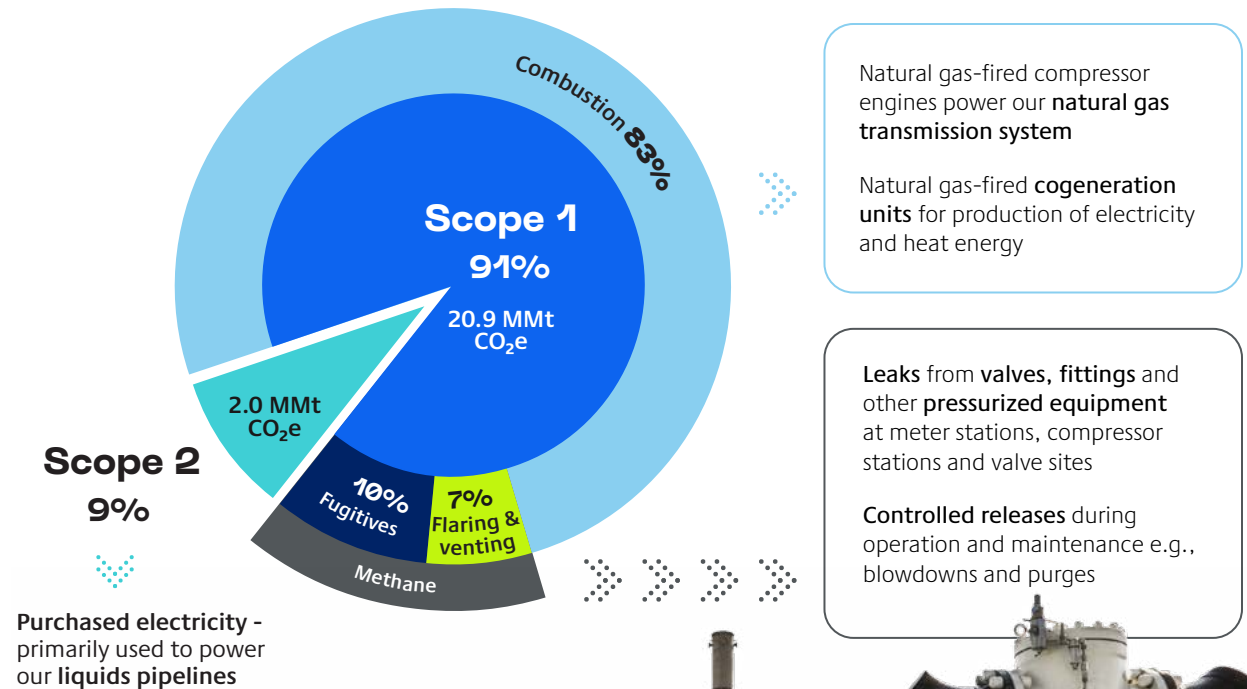 Combustion 83%
Scope 1
91%
20.9 MMt
CO₂e
2.0 MMt
CO₂e
Scope 2
9%
10%
Fugitives
7%
Flaring &
venting
Methane
Purchased electricity -
primarily used to power
our liquids pipelines
Natural gas-fired compressor
engines power our natural gas
transmission system
Natural gas-fired cogeneration
units for production of electricity
and heat energy
Leaks from valves, fittings and
other pressurized equipment
at meter stations, compressor
stations and valve sites
Controlled releases during
operation and maintenance e.g.,
blowdowns and purges